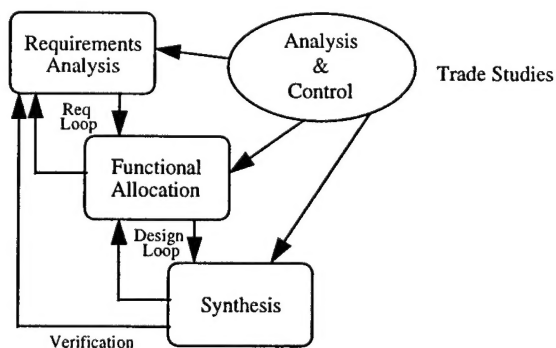 Requirements
Analysis
Analysis
&
Control
Trade Studies
Req
Loop
Functional
Allocation
Design
Loop
Synthesis
Verification